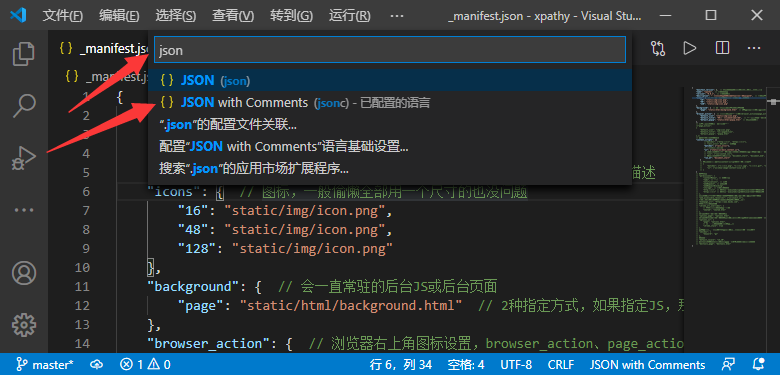 文件(F) 编辑(E) 选择(S) 查看(V) 转到(G) 运行(R) ... _manifest.json - xpathy - Visual Stu...
_manifest.jso
json
_manifest.js
JSON (json)
JSON with Comments (jsonc) - 已配置的语言
".json"的配置文件关联...
配置"JSON with Comments"语言基础设置...
搜索".json"的应用市场扩展程序...
1 {
描述
6 "icons": { // 图标，一般偷懒全部用一个尺寸的也没问题
7 "16": "static/img/icon.png",
8 "48": "static/img/icon.png",
9 "128": "static/img/icon.png"
10 },
11 "background": { // 会一直常驻的后台JS或后台页面
12 "page": "static/html/background.html" // 2种指定方式，如果指定JS，
13 },
14 "browser_action": { // 浏览器右上角图标设置，browser_action、page_actio
master* 1 0 行 6，列 34 空格: 4 UTF-8 CRLF JSON with Comments